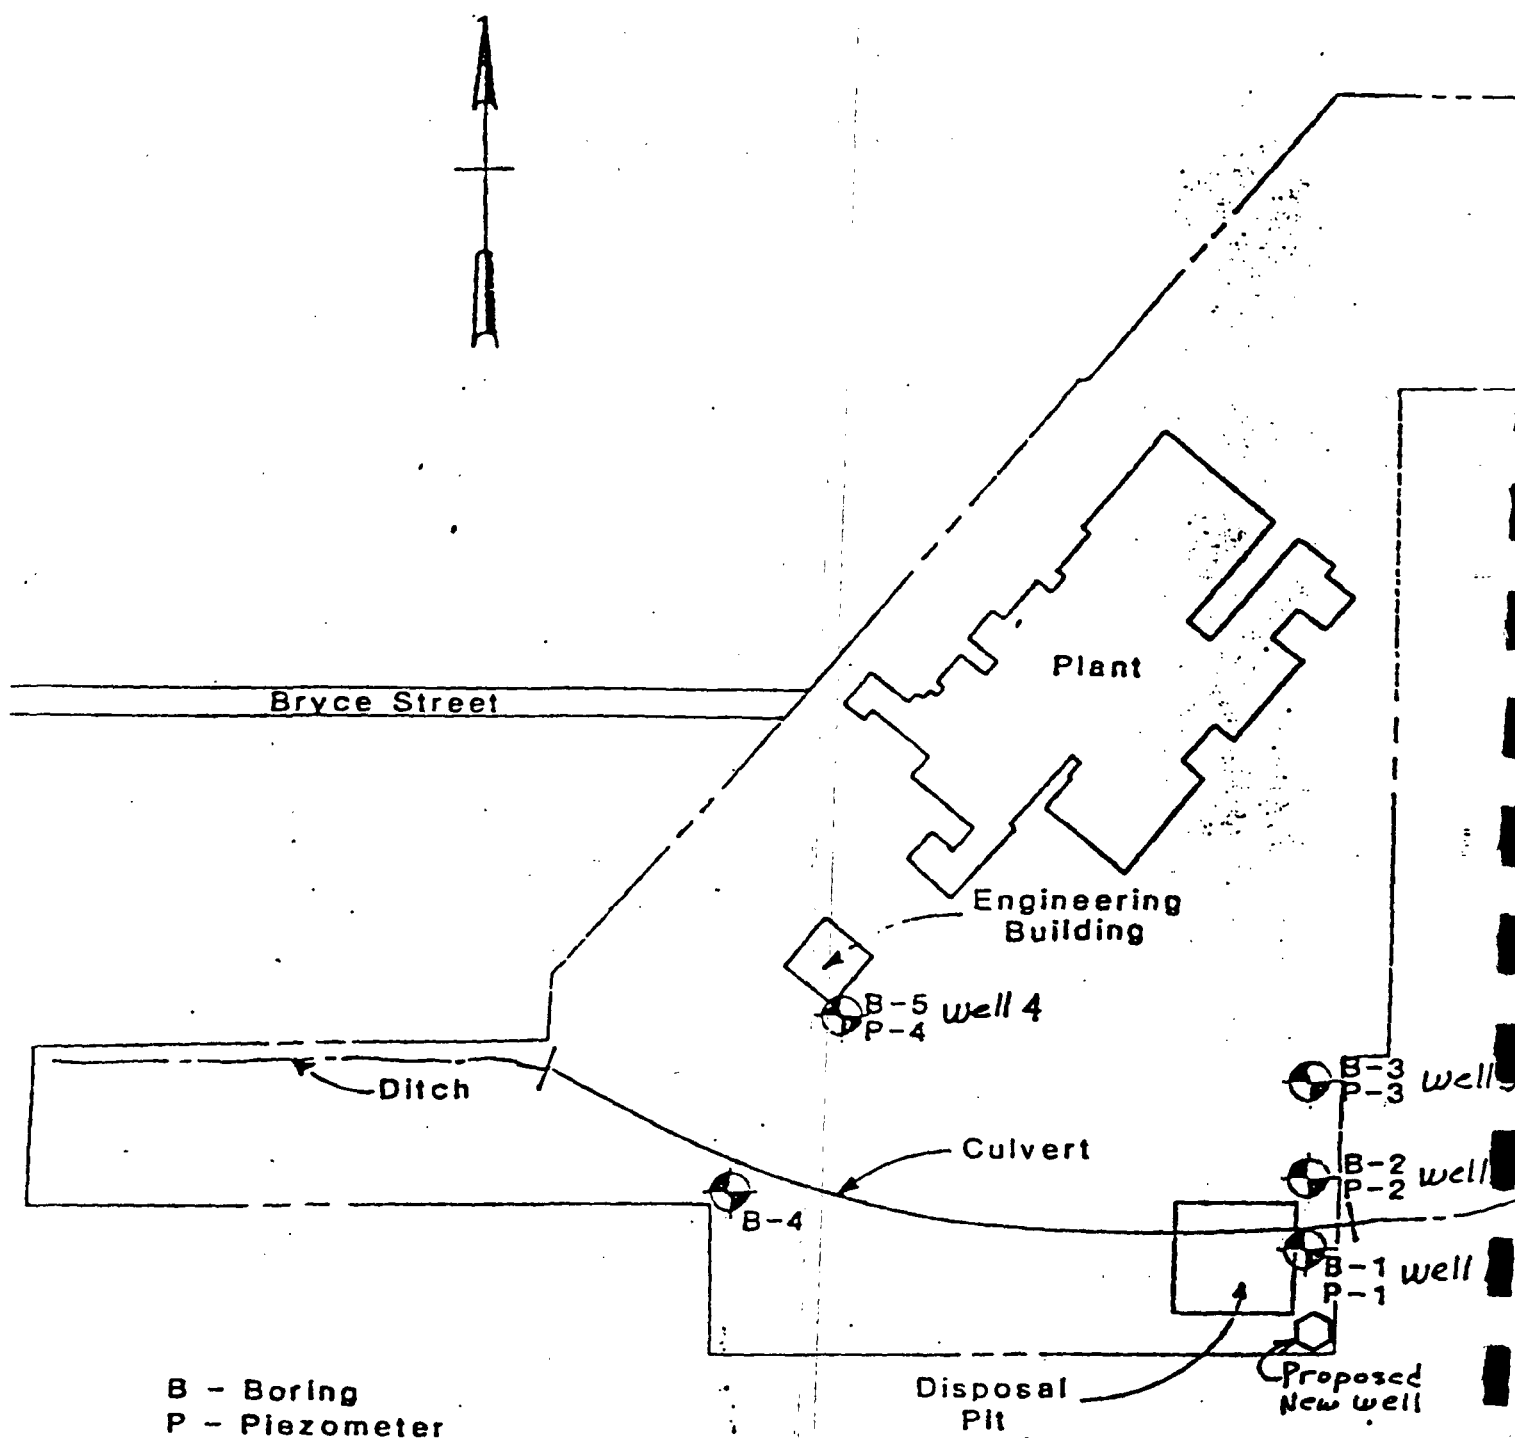 Bryce Street
Plant
Engineering
Building
B-5 well 4
P-4
Ditch
B-3 well
P-3
Culvert
B-2 well
P-2
B-4
B-1 well
P-1
Disposal
Pit
Proposed
New well
B - Boring
P - Piezometer